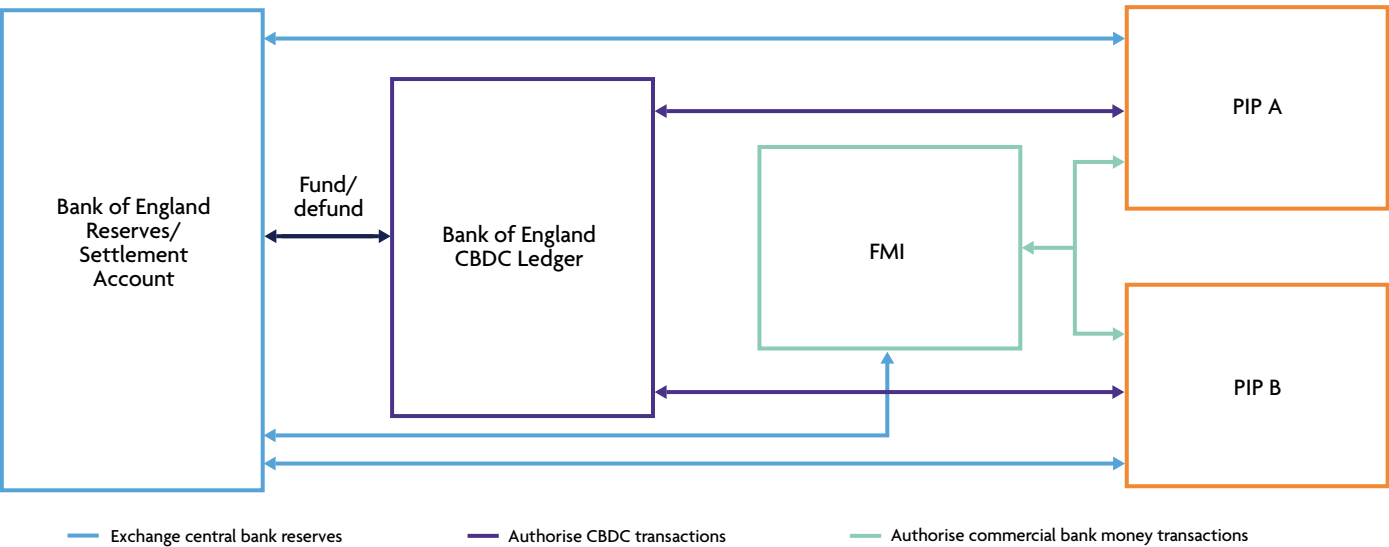 Bank of England
Reserves/
Settlement
Account
Fund/
defund
Bank of England
CBDC Ledger
FMI
PIP A
PIP B
Exchange central bank reserves
Authorise CBDC transactions
Authorise commercial bank money transactions